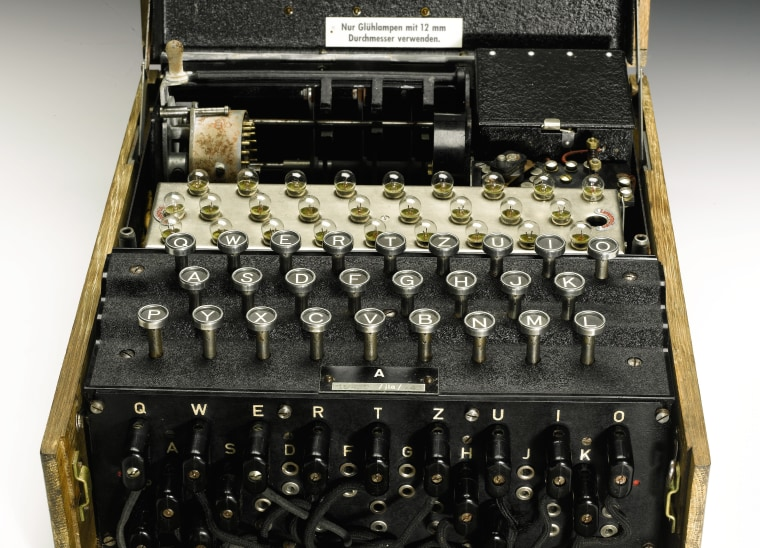 Nur Glühlampen mit 12 mm
Durchmesser verwenden.
Q W E R T Z U I O
A S D F G H J K
P Y X C V B N M L
A
Q W E R T Z U I O
A S D F G H J K